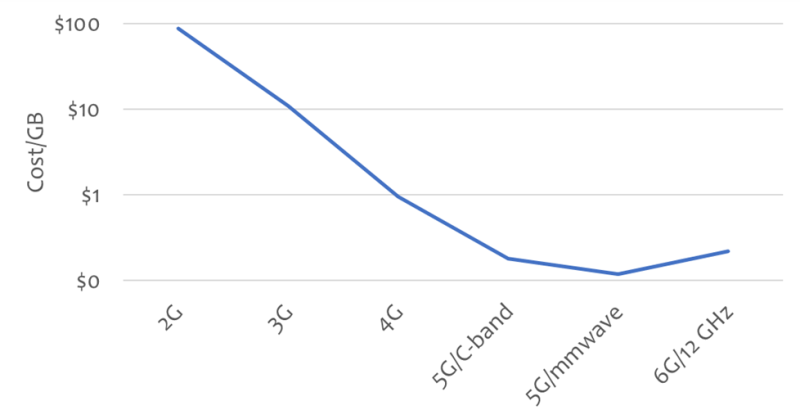 $100
$10
$1
$0
Cost/GB
2G
3G
4G
5G/C-band
5G/mmwave
6G/12 GHz